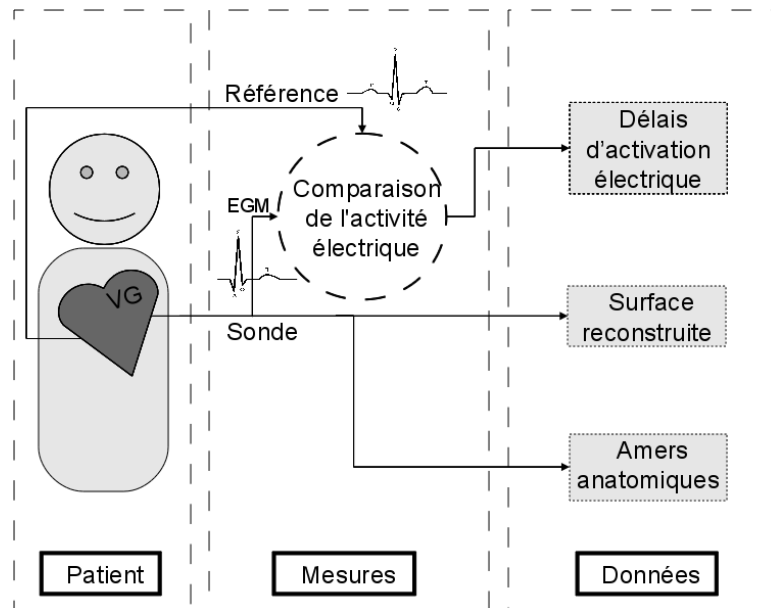 Référence
EGM
Comparaison
de l'activité
électrique
VG
Sonde
Délais
d'activation
électrique
Surface
reconstruite
Amers
anatomiques
Patient
Mesures
Données